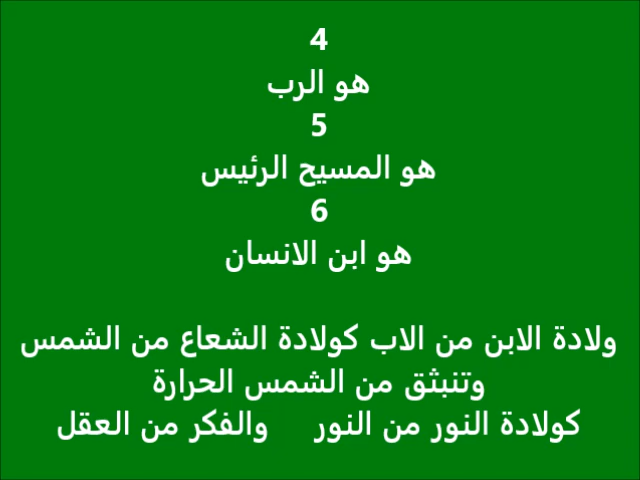 4
هو الرب
5
هو المسيح الرئيس
6
هو ابن الانسان
ولادة الابن من الاب كولادة الشعاع من الشمس
وتنبثق من الشمس الحرارة
كولادة النور من النور والفكر من العقل